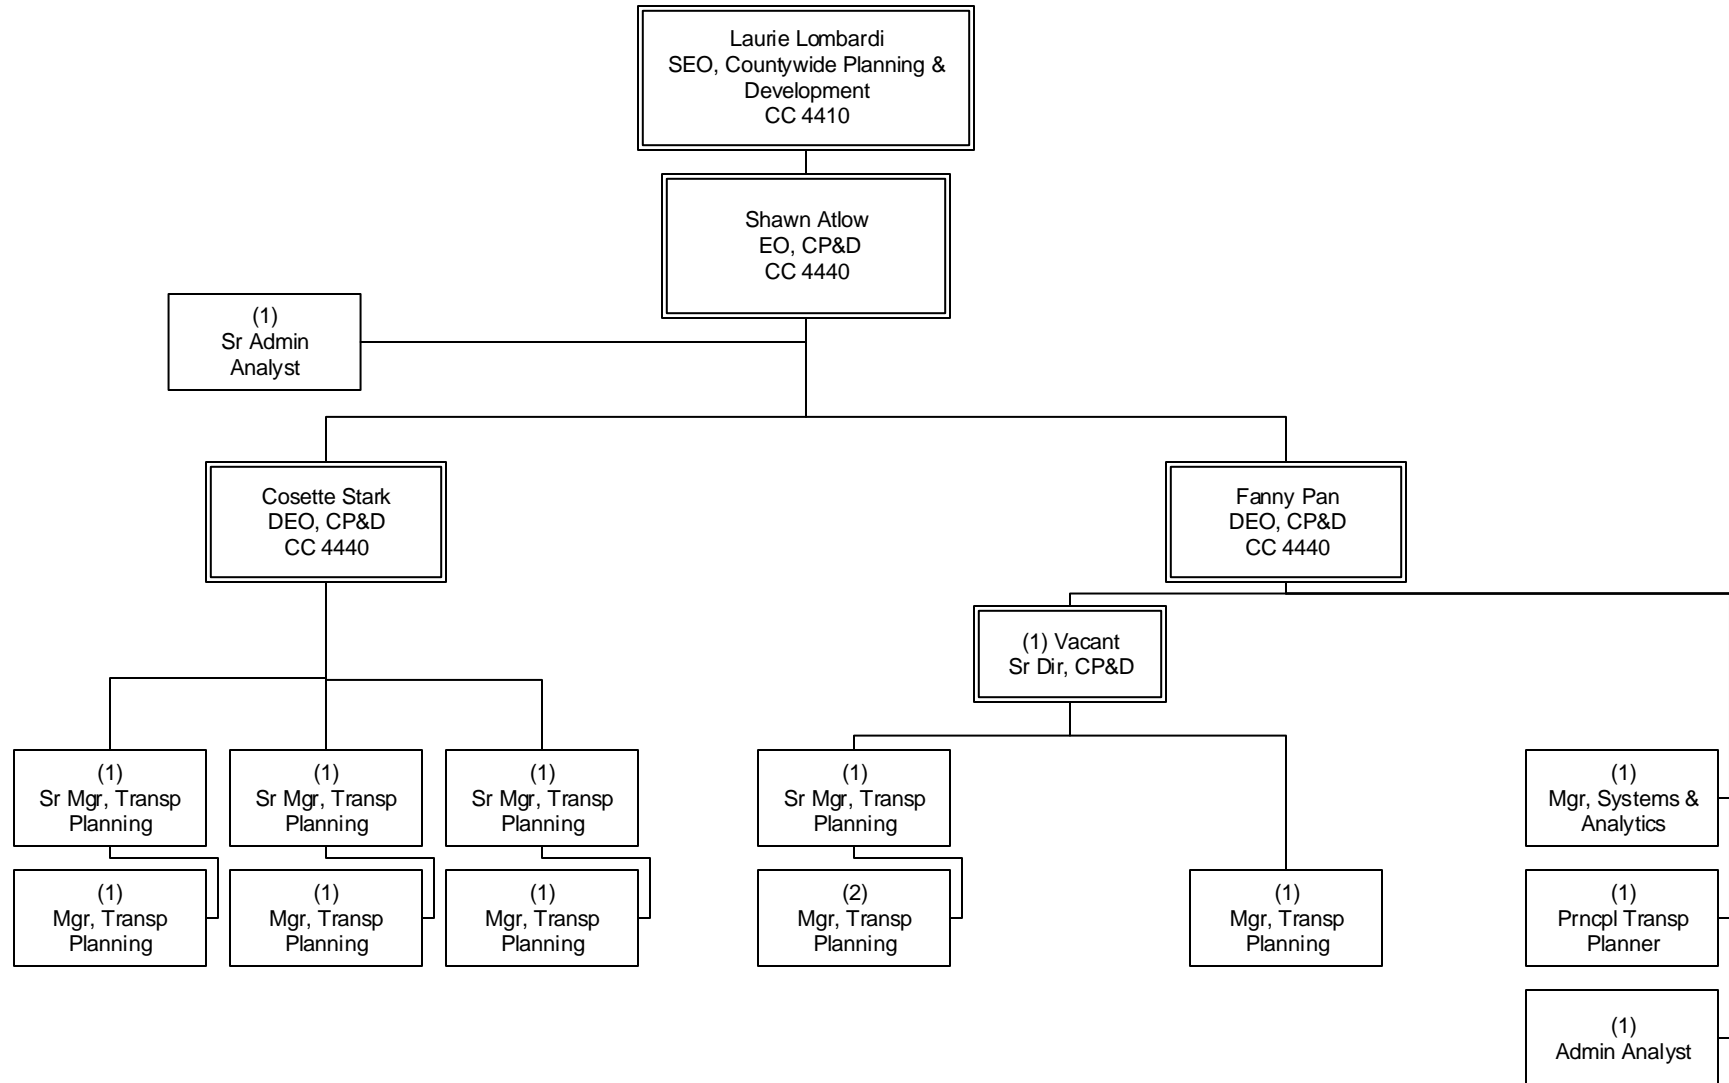 Laurie Lombardi
SEO, Countywide Planning &
Development
CC 4410
Shawn Atlow
EO, CP&D
CC 4440
(1)
Sr Admin
Analyst
Cosette Stark
DEO, CP&D
CC 4440
Fanny Pan
DEO, CP&D
CC 4440
(1) Vacant
Sr Dir, CP&D
(1)
Sr Mgr, Transp
Planning
(1)
Sr Mgr, Transp
Planning
(1)
Sr Mgr, Transp
Planning
(1)
Sr Mgr, Transp
Planning
(1)
Mgr, Systems &
Analytics
(1)
Mgr, Transp
Planning
(1)
Mgr, Transp
Planning
(1)
Mgr, Transp
Planning
(2)
Mgr, Transp
Planning
(1)
Mgr, Transp
Planning
(1)
Prncpl Transp
Planner
(1)
Admin Analyst